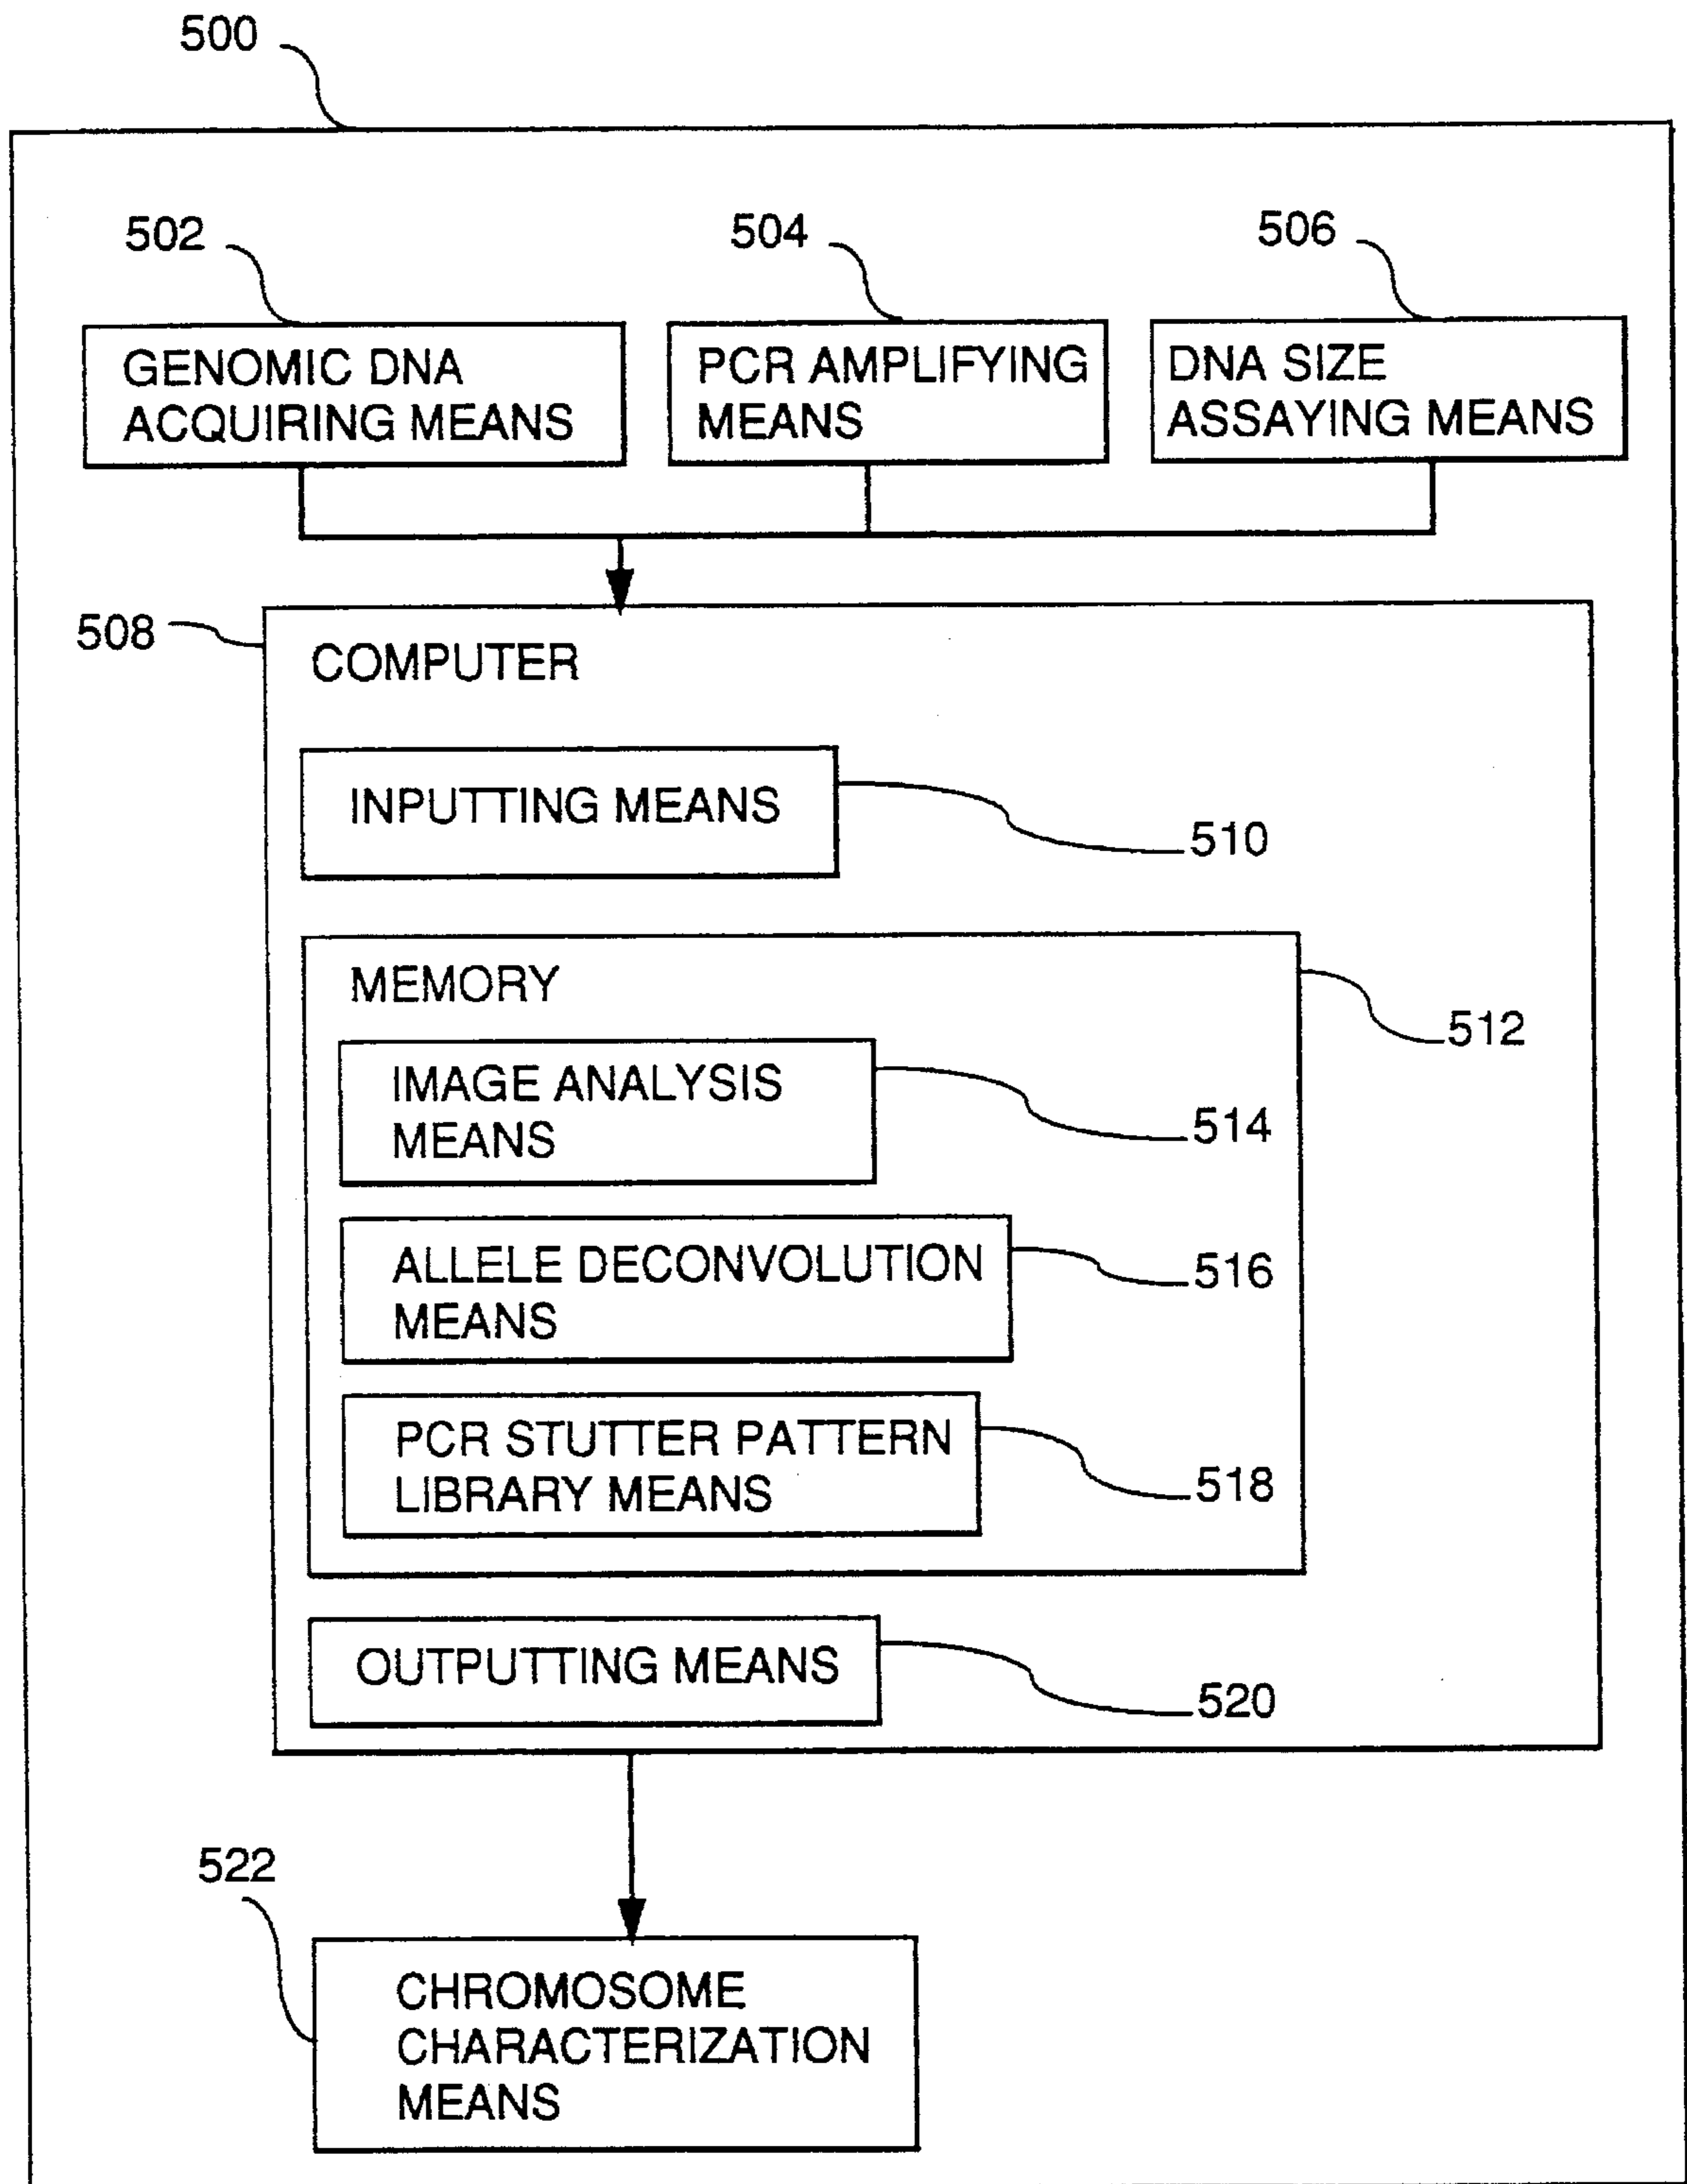 500
502
504
506
GENOMIC DNA
ACQUIRING MEANS
PCR AMPLIFYING
MEANS
DNA SIZE
ASSAYING MEANS
508
COMPUTER
INPUTTING MEANS
510
MEMORY
512
IMAGE ANALYSIS
MEANS
514
ALLELE DECONVOLUTION
MEANS
516
PCR STUTTER PATTERN
LIBRARY MEANS
518
OUTPUTTING MEANS
520
522
CHROMOSOME
CHARACTERIZATION
MEANS